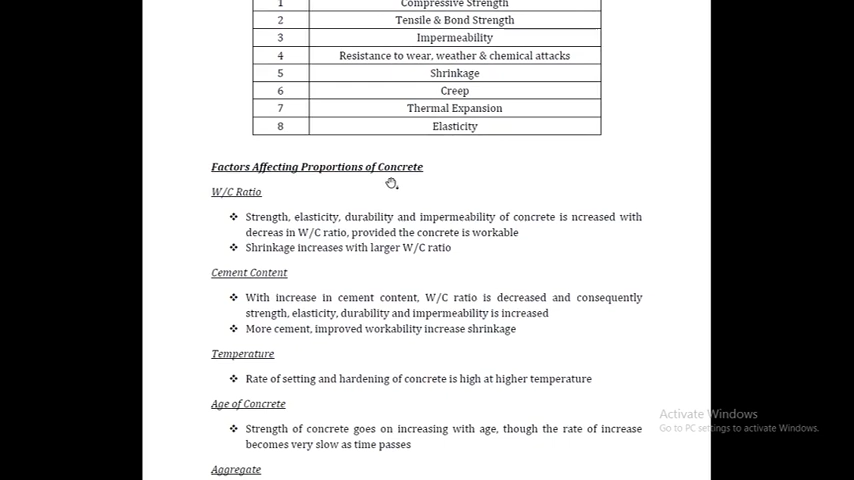 1 Compressive Strength
2 Tensile & Bond Strength
3 Impermeability
4 Resistance to wear, weather & chemical attacks
5 Shrinkage
6 Creep
7 Thermal Expansion
8 Elasticity
Factors Affecting Proportions of Concrete
W/C Ratio
❖ Strength, elasticity, durability and impermeability of concrete is ncreased with
decreas in W/C ratio, provided the concrete is workable
❖ Shrinkage increases with larger W/C ratio
Cement Content
❖ With increase in cement content, W/C ratio is decreased and consequently
strength, elasticity, durability and impermeability is increased
❖ More cement, improved workability increase shrinkage
Temperature
❖ Rate of setting and hardening of concrete is high at higher temperature
Age of Concrete
❖ Strength of concrete goes on increasing with age, though the rate of increase
becomes very slow as time passes
Aggregate
Activate Windows
Go to PC settings to activate Windows.